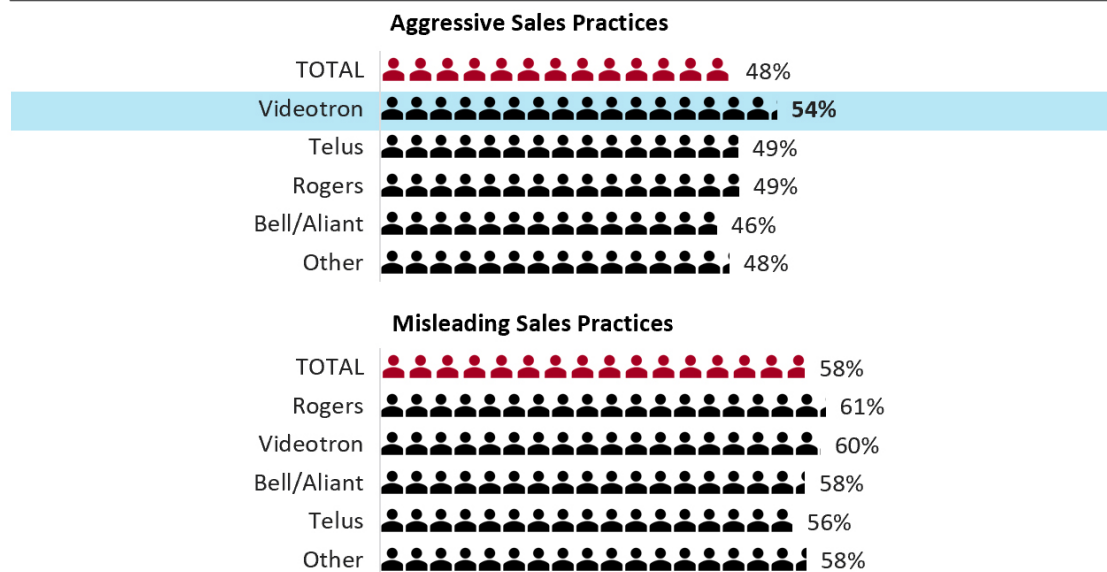 Aggressive Sales Practices
TOTAL 48%
Videotron 54%
Telus 49%
Rogers 49%
Bell/Aliant 46%
Other 48%
Misleading Sales Practices
TOTAL 58%
Rogers 61%
Videotron 60%
Bell/Aliant 58%
Telus 56%
Other 58%